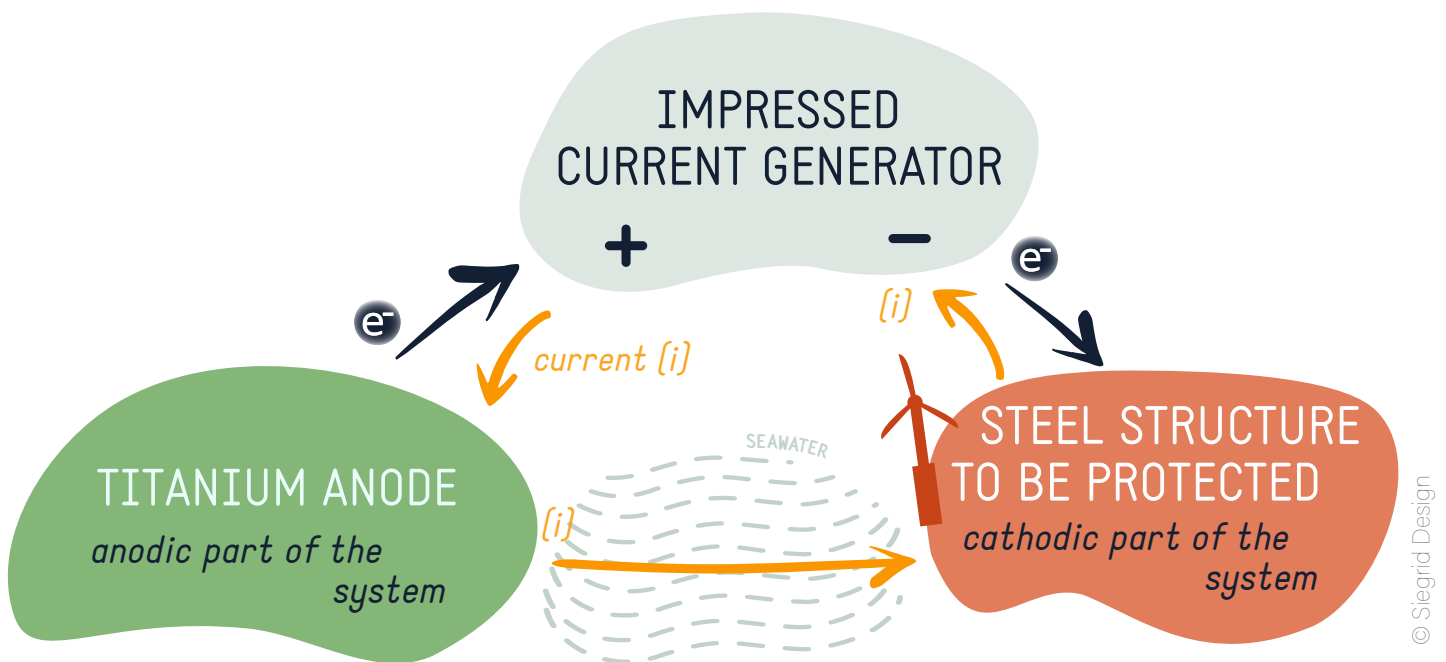 IMPRESSED
CURRENT GENERATOR
+
−
e-
e-
(i)
current (i)
TITANIUM ANODE
anodic part of the
system
SEAWATER
(i)
STEEL STRUCTURE
TO BE PROTECTED
cathodic part of the
system
© Siegrid Design